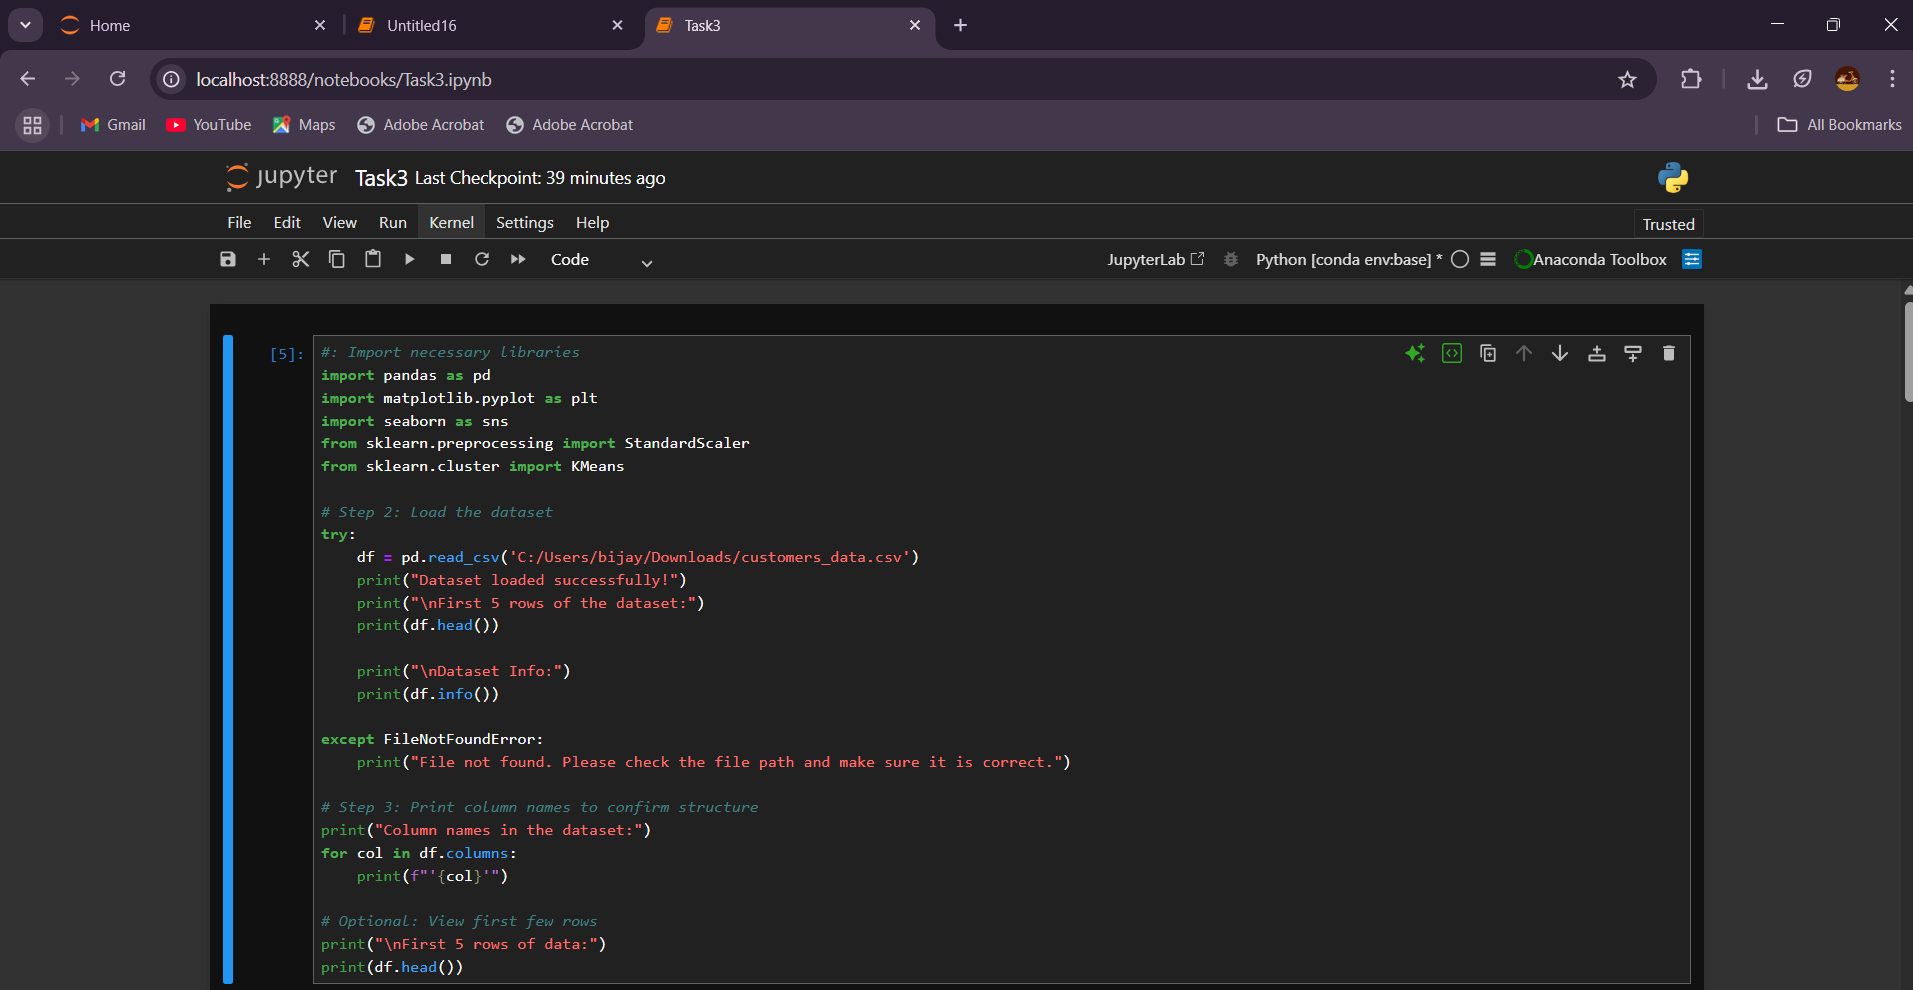 Home
Untitled16
Task3
localhost:8888/notebooks/Task3.ipynb
Gmail
YouTube
Maps
Adobe Acrobat
Adobe Acrobat
All Bookmarks
jupyter Task3 Last Checkpoint: 39 minutes ago
File Edit View Run Kernel Settings Help
Trusted
Code
JupyterLab
Python [conda env:base] *
Anaconda Toolbox
[5]:
#: Import necessary libraries
import pandas as pd
import matplotlib.pyplot as plt
import seaborn as sns
from sklearn.preprocessing import StandardScaler
from sklearn.cluster import KMeans
# Step 2: Load the dataset
try:
    df = pd.read_csv('C:/Users/bijay/Downloads/customers_data.csv')
    print("Dataset loaded successfully!")
    print("\nFirst 5 rows of the dataset:")
    print(df.head())
    print("\nDataset Info:")
    print(df.info())
except FileNotFoundError:
    print("File not found. Please check the file path and make sure it is correct.")
# Step 3: Print column names to confirm structure
print("Column names in the dataset:")
for col in df.columns:
    print(f"'{col}'")
# Optional: View first few rows
print("\nFirst 5 rows of data:")
print(df.head())